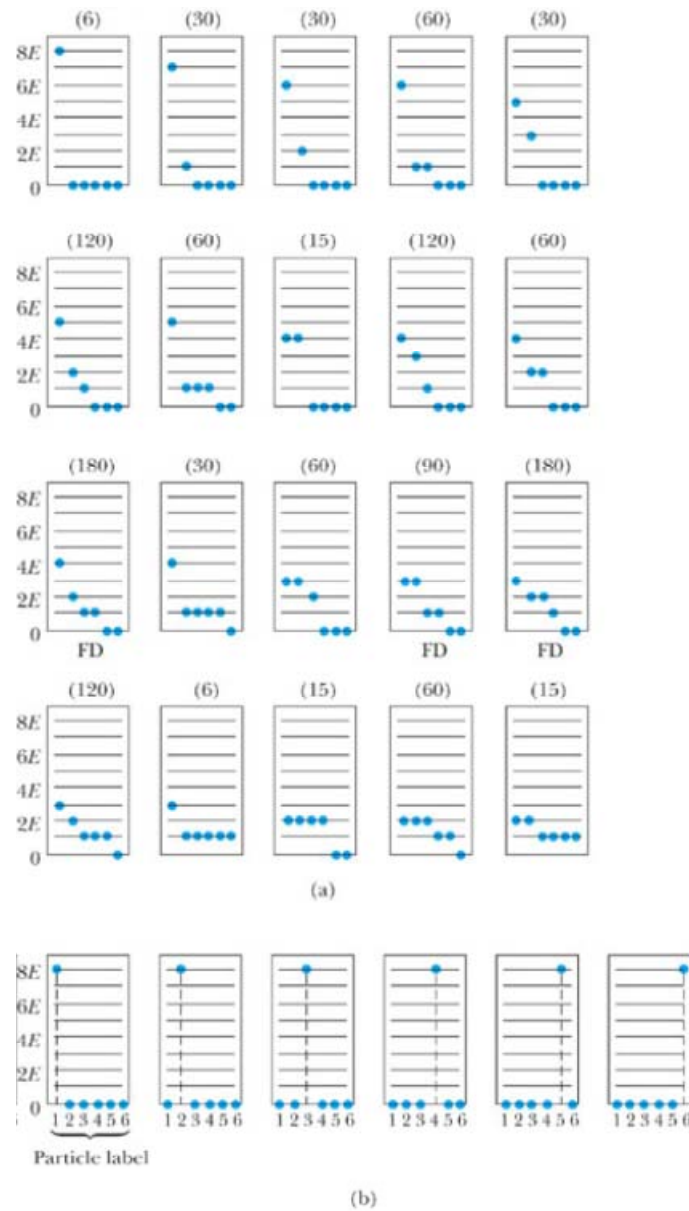 (6) (30) (30) (60) (30)
8E
6E
4E
2E
0
(120) (60) (15) (120) (60)
8E
6E
4E
2E
0
(180) (30) (60) (90) (180)
8E
6E
4E
2E
0
FD FD FD
(120) (6) (15) (60) (15)
8E
6E
4E
2E
0
(a)
8E
6E
4E
2E
0
1 2 3 4 5 6 1 2 3 4 5 6 1 2 3 4 5 6 1 2 3 4 5 6 1 2 3 4 5 6 1 2 3 4 5 6
Particle label
(b)